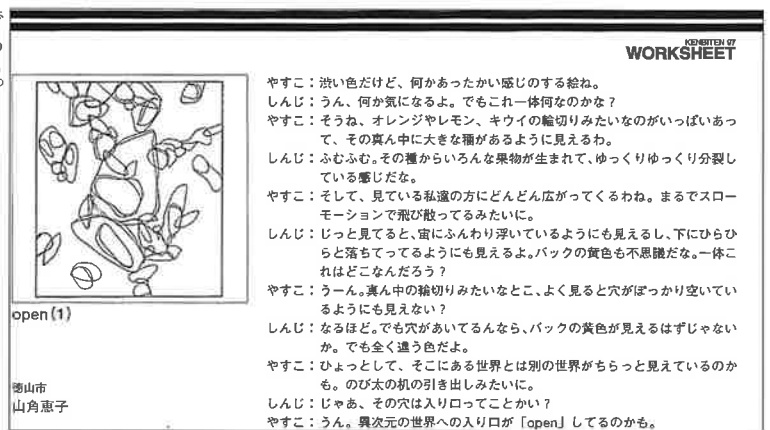 KENBITEN 97
WORKSHEET
やすこ：渋い色だけど、何かあったかい感じのする絵ね。
しんじ：うん、何か気になるよ。でもこれ一体何なのかな？
やすこ：そうね、オレンジやレモン、キウイの輪切りみたいなのがいっぱいあっ
て、その真ん中に大きな種があるように見えるわ。
しんじ：ふむふむ。その種からいろんな果物が生まれて、ゆっくりゆっくり分裂し
ている感じだな。
やすこ：そして、見ている私達の方にどんどん広がってくるわね。まるでスロー
モーションで飛び散ってるみたいに。
しんじ：じっと見てると、宙にふんわり浮いているようにも見えるし、下にひらひ
らと落ちてってるようにも見えるよ。バックの黄色も不思議だな。一体こ
れはどこなんだろう？
やすこ：うーん。真ん中の輪切りみたいなとこ、よく見ると穴がぽっかり空いてい
るようにも見えない？
しんじ：なるほど。でも穴があいてるんなら、バックの黄色が見えるはずじゃない
か。でも全く違う色だよ。
やすこ：ひょっとして、そこにある世界とは別の世界がちらっと見えているのか
も。のび太の机の引き出しみたいに。
しんじ：じゃあ、その穴は入り口ってことかい？
やすこ：うん。異次元の世界への入り口が「open」してるのかも。
open(1)
徳山市
山角恵子